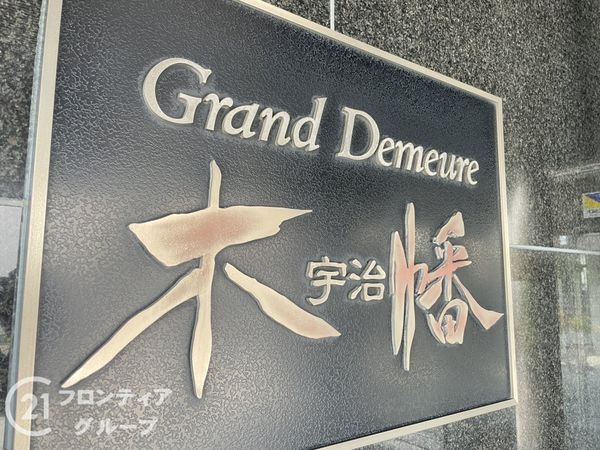 Grand Demeure
木宇治幡
21 フロンティア
グループ